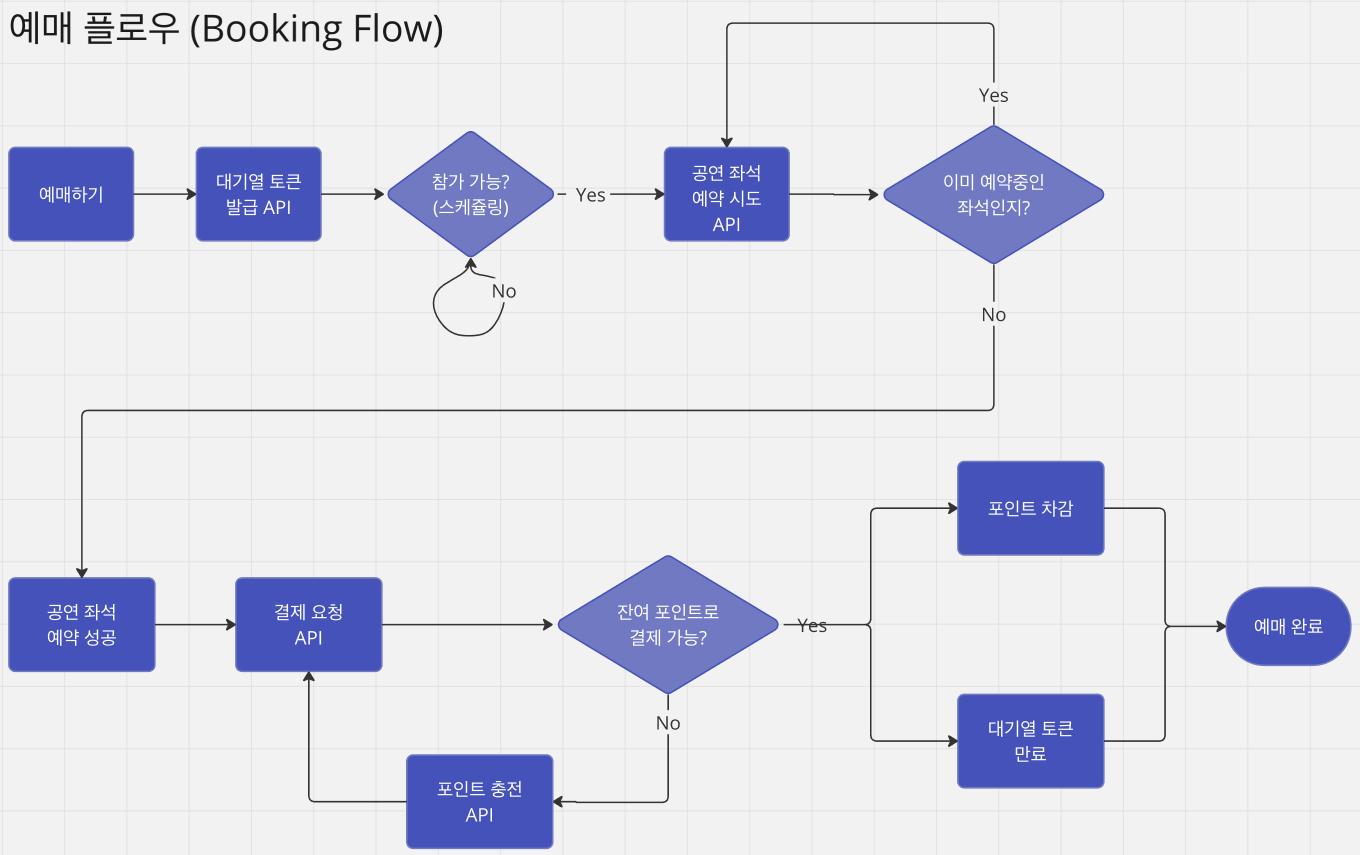 예매 플로우 (Booking Flow)
예매하기
대기열 토큰
발급 API
참가 가능?
(스케쥴링)
No
Yes
공연 좌석
예약 시도
API
이미 예약중인
좌석인지?
Yes
No
공연 좌석
예약 성공
결제 요청
API
잔여 포인트로
결제 가능?
No
포인트 충전
API
Yes
포인트 차감
대기열 토큰
만료
예매 완료